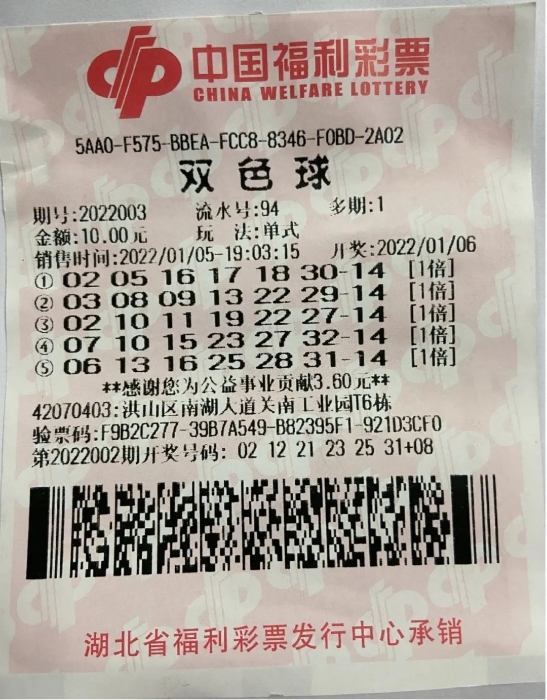 中国福利彩票
CHINA WELFARE LOTTERY
5AA0-F575-BBEA-FCC8-8346-F0BD-2A02
双色球
期号:2022003 流水号:94 多期:1
金额:10.00元 玩 法:单式
销售时间:2022/01/05-19:03:15 开奖:2022/01/06
① 02 05 16 17 18 30-14 [1倍]
② 03 08 09 13 22 29-14 [1倍]
③ 02 10 11 19 22 27-14 [1倍]
④ 07 10 15 23 27 32-14 [1倍]
⑤ 06 13 16 25 28 31-14 [1倍]
**感谢您为公益事业贡献3.60元**
42070403:洪山区南湖大道关南工业园T6栋
验票码:F9B2C277-39B7A549-B82395F1-921D3CF0
第2022002期开奖号码: 02 12 21 23 25 31+08
湖北省福利彩票发行中心承销